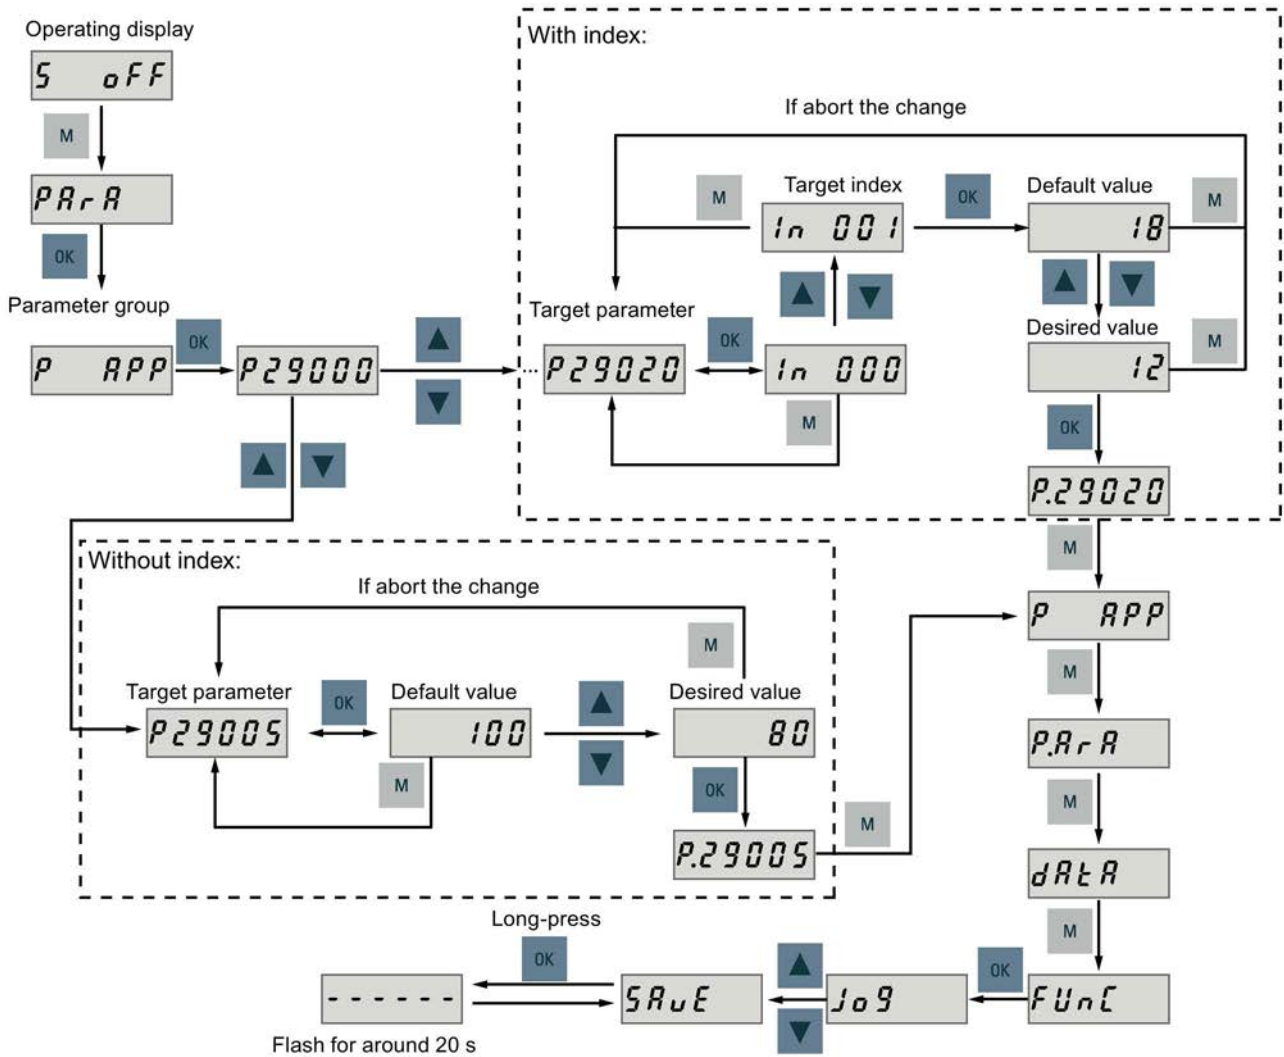 Operating display
S oFF
M
PArA
OK
Parameter group
P APP
OK
P29000
With index:
If abort the change
M
Target index
In 001
OK
Default value
18
M
Target parameter
... P29020
OK
In 000
M
Desired value
12
M
OK
P.29020
M
Without index:
If abort the change
M
Target parameter
P29005
OK
Default value
100
M
Desired value
80
OK
P.29005
M
P APP
M
P.ArA
M
dAtA
M
FUnC
OK
JoG
SAvE
Long-press
OK
------
Flash for around 20 s